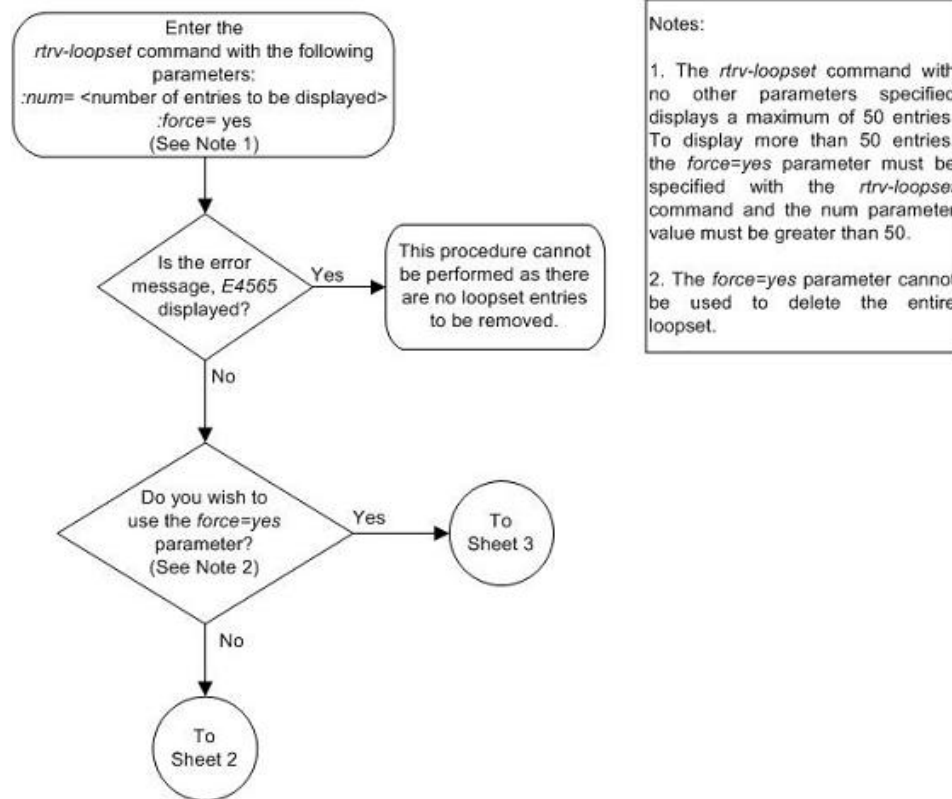 Enter the
rtrv-loopset command with the following
parameters:
:num= <number of entries to be displayed>
:force= yes
(See Note 1)
Is the error
message, E4565
displayed?
Yes
This procedure cannot
be performed as there
are no loopset entries
to be removed.
No
Do you wish to
use the force=yes
parameter?
(See Note 2)
Yes
To
Sheet 3
No
To
Sheet 2
Notes:
1. The rtrv-loopset command with
no other parameters specified
displays a maximum of 50 entries
To display more than 50 entries
the force=yes parameter must be
specified with the rtrv-loopset
command and the num parameter
value must be greater than 50.
2. The force=yes parameter cannot
be used to delete the entire
loopset.